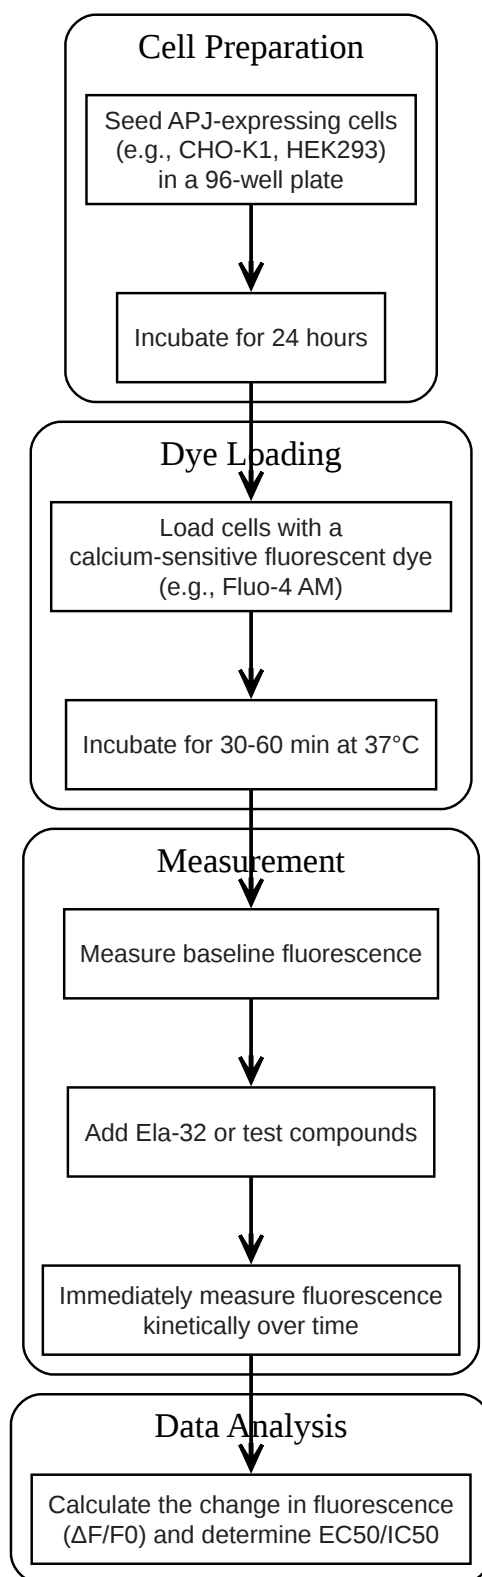 Cell Preparation
Seed APJ-expressing cells
(e.g., CHO-K1, HEK293)
in a 96-well plate
Incubate for 24 hours
Dye Loading
Load cells with a
calcium-sensitive fluorescent dye
(e.g., Fluo-4 AM)
Incubate for 30-60 min at 37°C
Measurement
Measure baseline fluorescence
Add Ela-32 or test compounds
Immediately measure fluorescence
kinetically over time
Data Analysis
Calculate the change in fluorescence
(ΔF/F0) and determine EC50/IC50